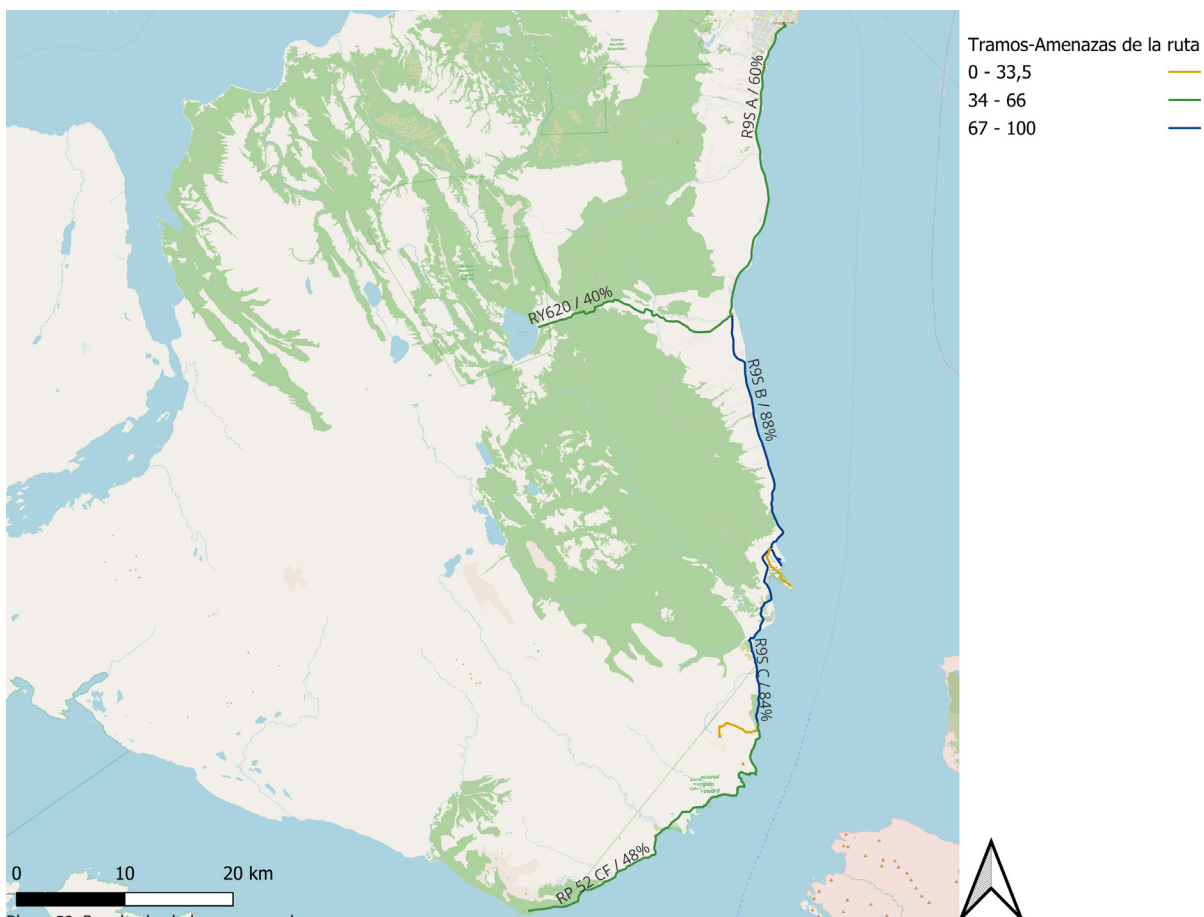 Tramos-Amenazas de la ruta
0 - 33,5
34 - 66
67 - 100
R9S A / 60%
RY620 / 40%
R9S B / 88%
R9S C / 84%
RP 52 CF / 48%
0 10 20 km